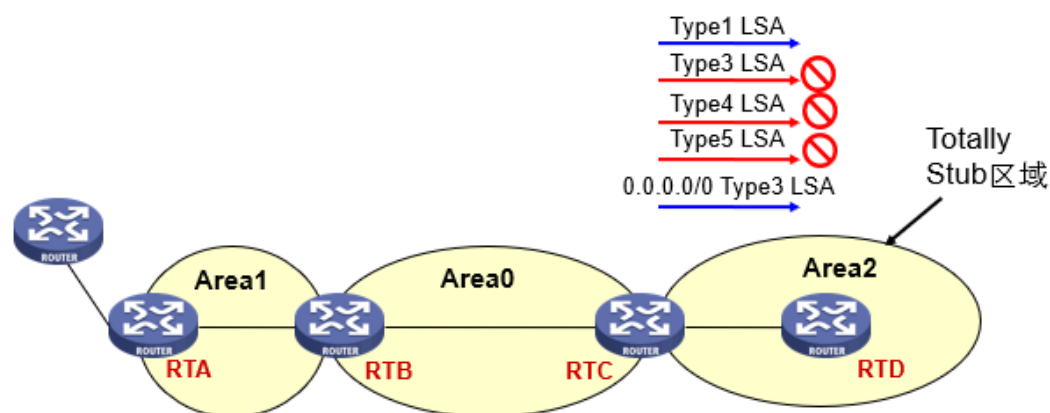 Type1 LSA
Type3 LSA
Type4 LSA
Type5 LSA
0.0.0.0/0 Type3 LSA
Totally
Stub区域
ROUTER
Area1
Area0
Area2
ROUTER
ROUTER
ROUTER
ROUTER
RTA
RTB
RTC
RTD